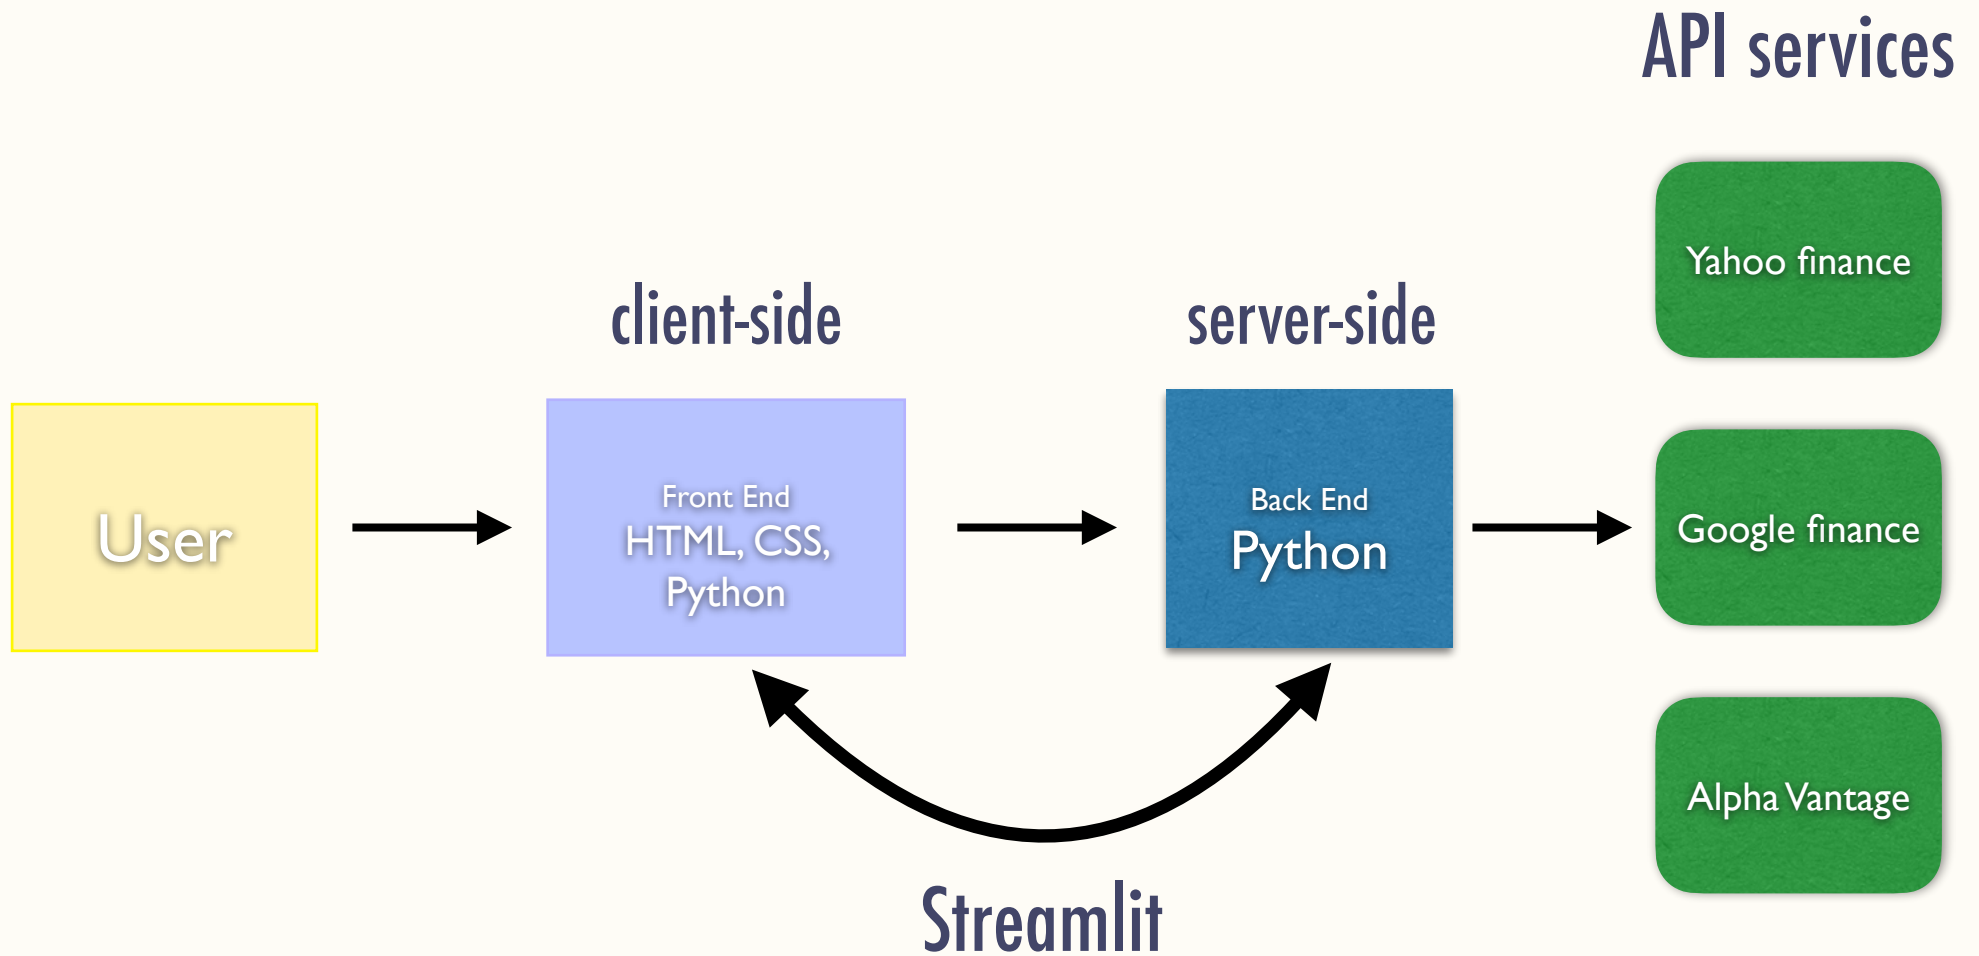 API services
Yahoo finance
client-side
server-side
User
Front End
HTML, CSS,
Python
Back End
Python
Google finance
Alpha Vantage
Streamlit